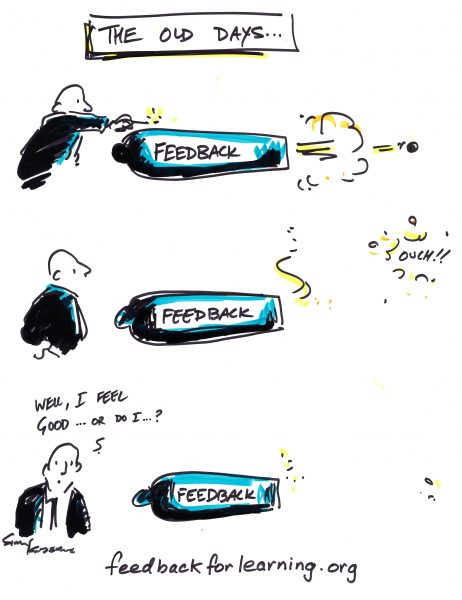 THE OLD DAYS...
FEEDBACK
OUCH!!
FEEDBACK
WELL, I FEEL
GOOD ... OR DO I...?
FEEDBACK
feedbackforlearning.org